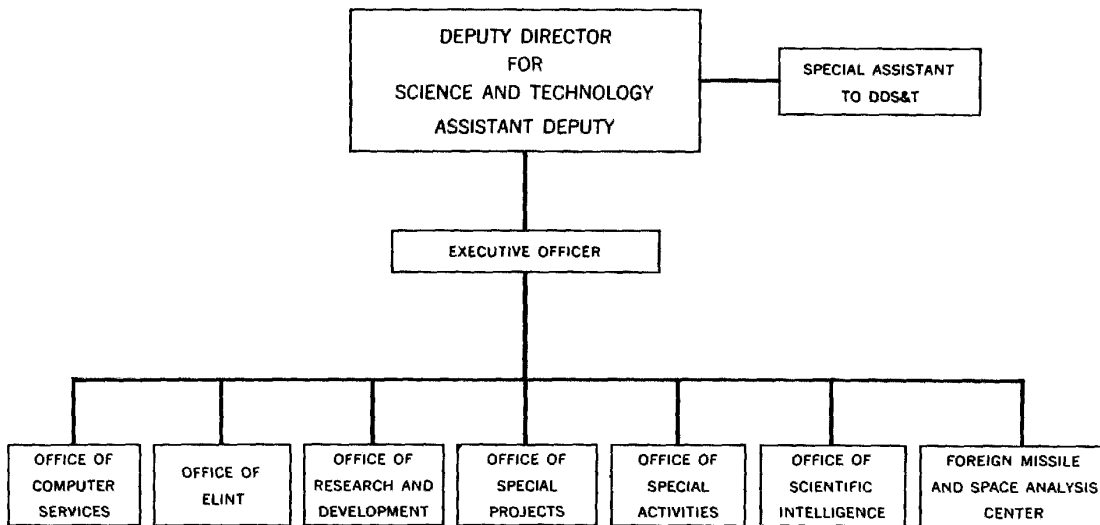 DEPUTY DIRECTOR
FOR
SCIENCE AND TECHNOLOGY
ASSISTANT DEPUTY
SPECIAL ASSISTANT
TO DDS&T
EXECUTIVE OFFICER
OFFICE OF
COMPUTER
SERVICES
OFFICE OF
ELINT
OFFICE OF
RESEARCH AND
DEVELOPMENT
OFFICE OF
SPECIAL
PROJECTS
OFFICE OF
SPECIAL
ACTIVITIES
OFFICE OF
SCIENTIFIC
INTELLIGENCE
FOREIGN MISSILE
AND SPACE ANALYSIS
CENTER